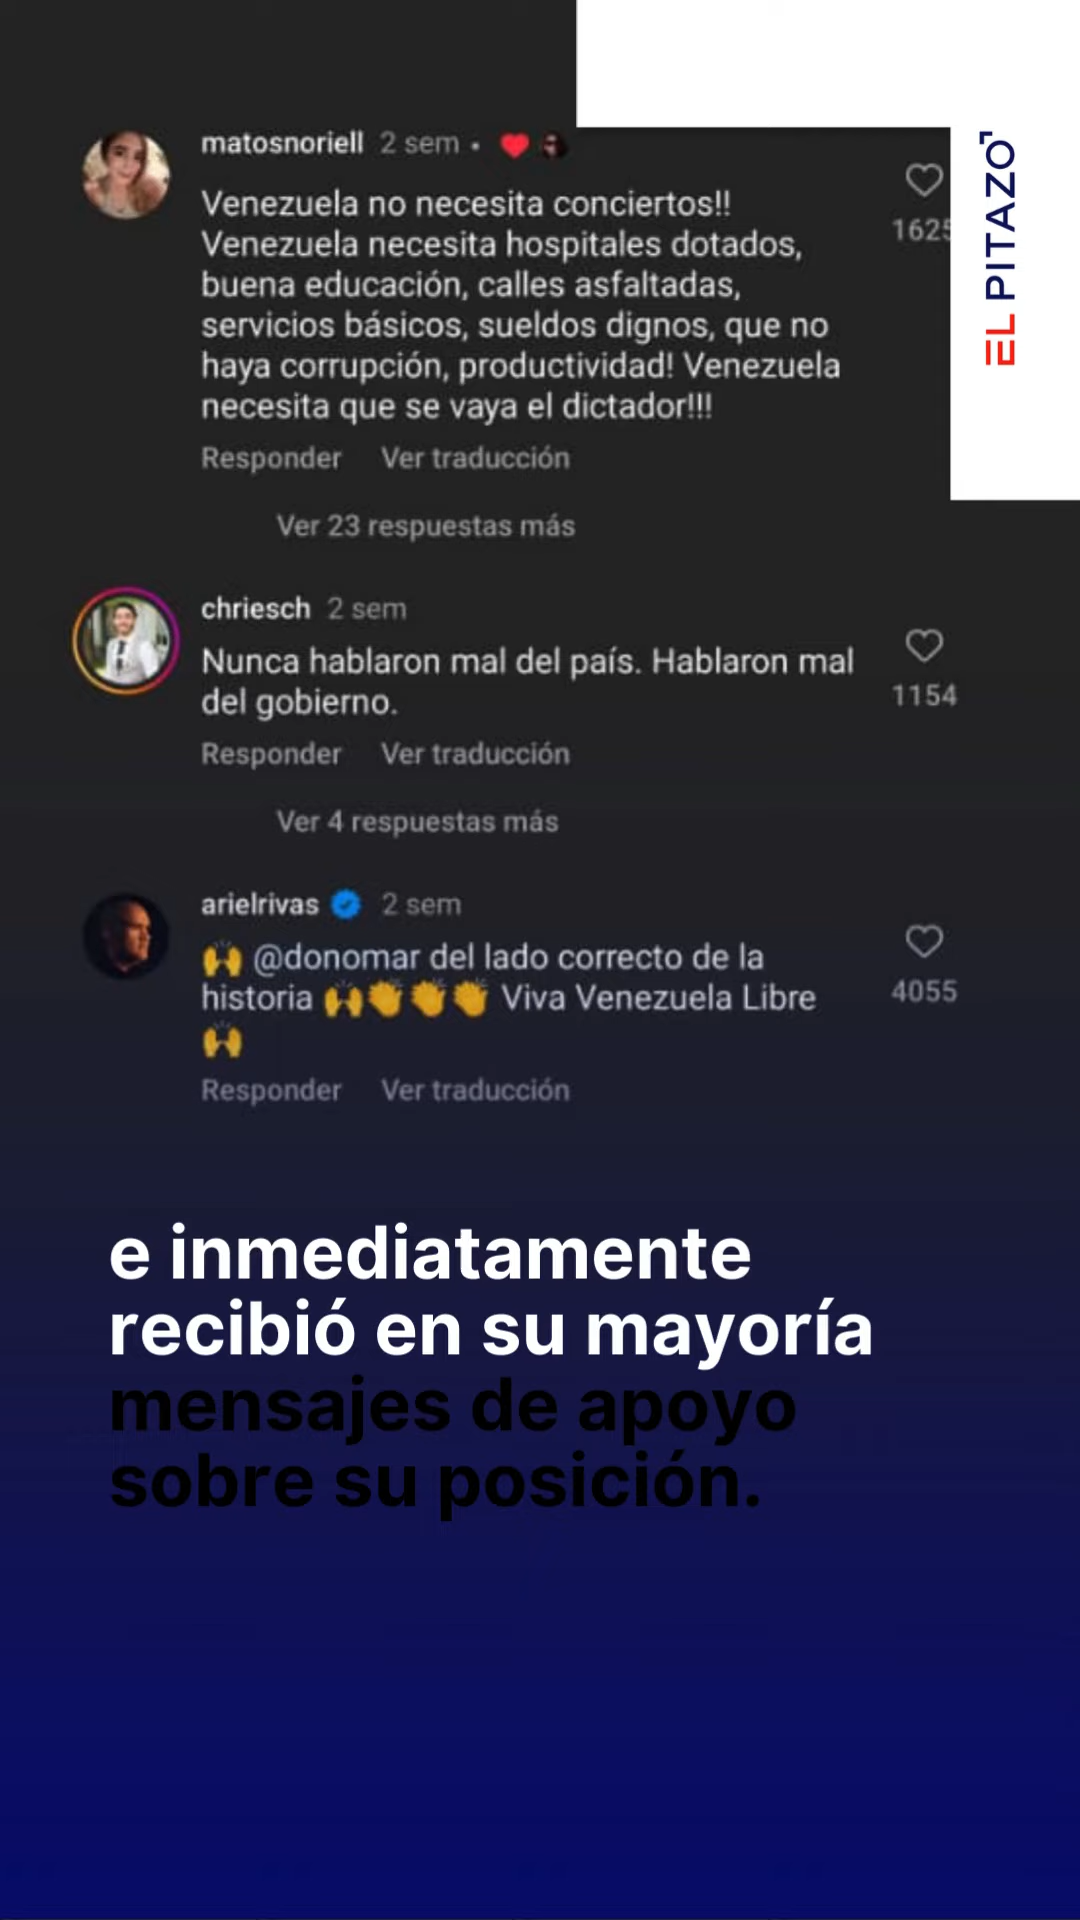 matosnoriell 2 sem • ❤️
Venezuela no necesita conciertos!!
Venezuela necesita hospitales dotados,
buena educación, calles asfaltadas,
servicios básicos, sueldos dignos, que no
haya corrupción, productividad! Venezuela
necesita que se vaya el dictador!!!
1625
Responder Ver traducción
Ver 23 respuestas más
chriesch 2 sem
Nunca hablaron mal del país. Hablaron mal
del gobierno.
1154
Responder Ver traducción
Ver 4 respuestas más
arielrivas 2 sem
🙌 @donomar del lado correcto de la
historia 🙌👏👏👏 Viva Venezuela Libre
🙌
4055
Responder Ver traducción
EL PITAZO
e inmediatamente
recibió en su mayoría
mensajes de apoyo
sobre su posición.